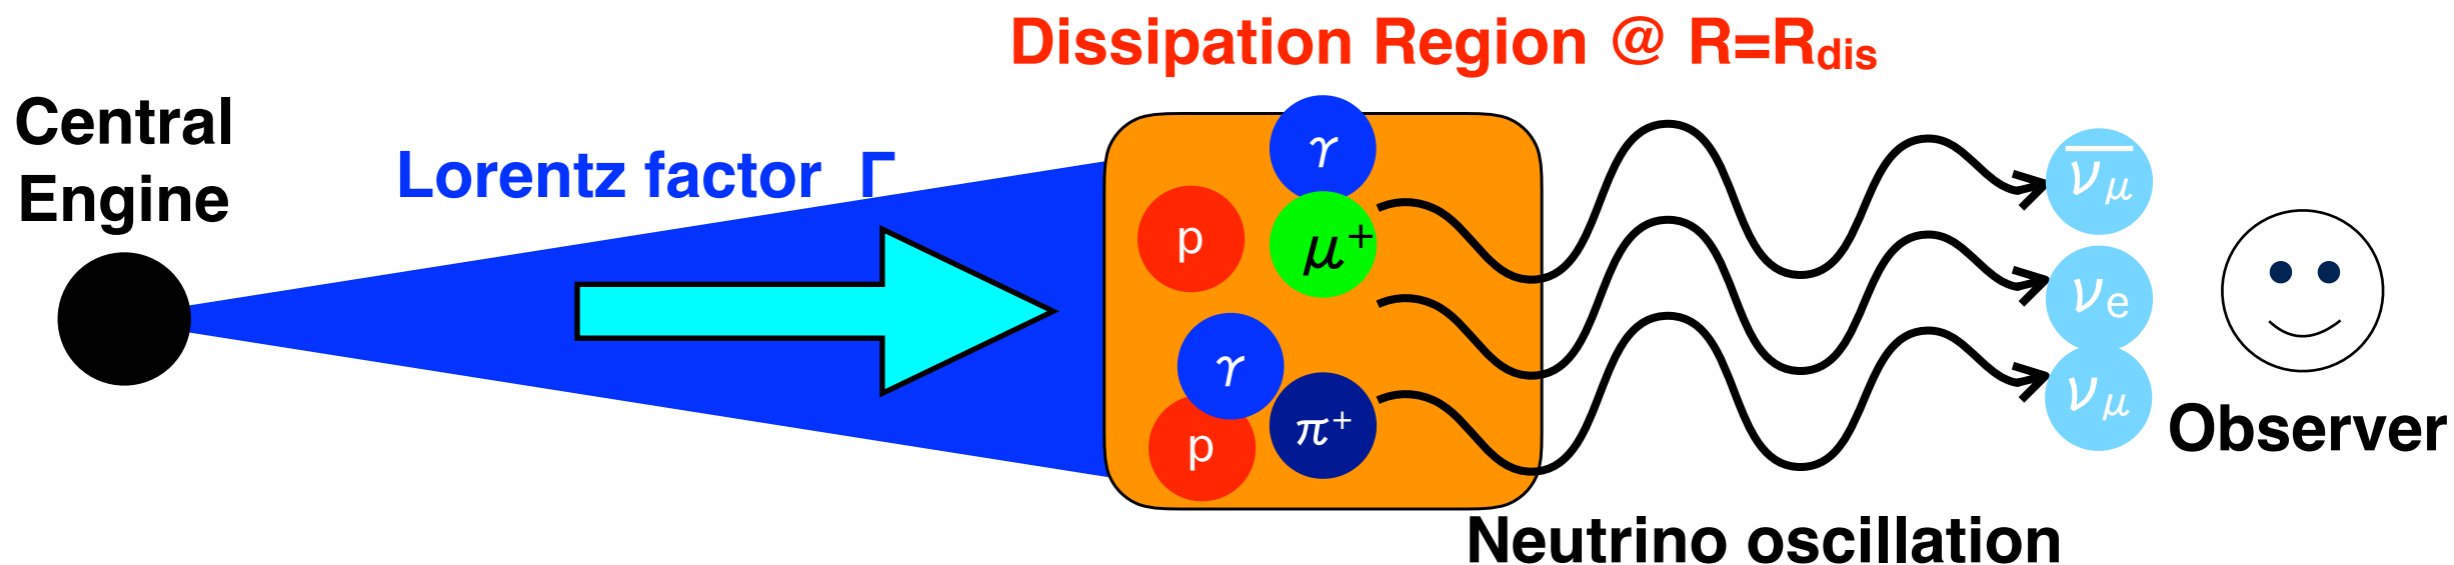 Dissipation Region @ R=Rdis
Central
Engine
Lorentz factor Γ
γ
p
μ+
γ
p
π+
ν̅μ
νe
νμ
Observer
Neutrino oscillation